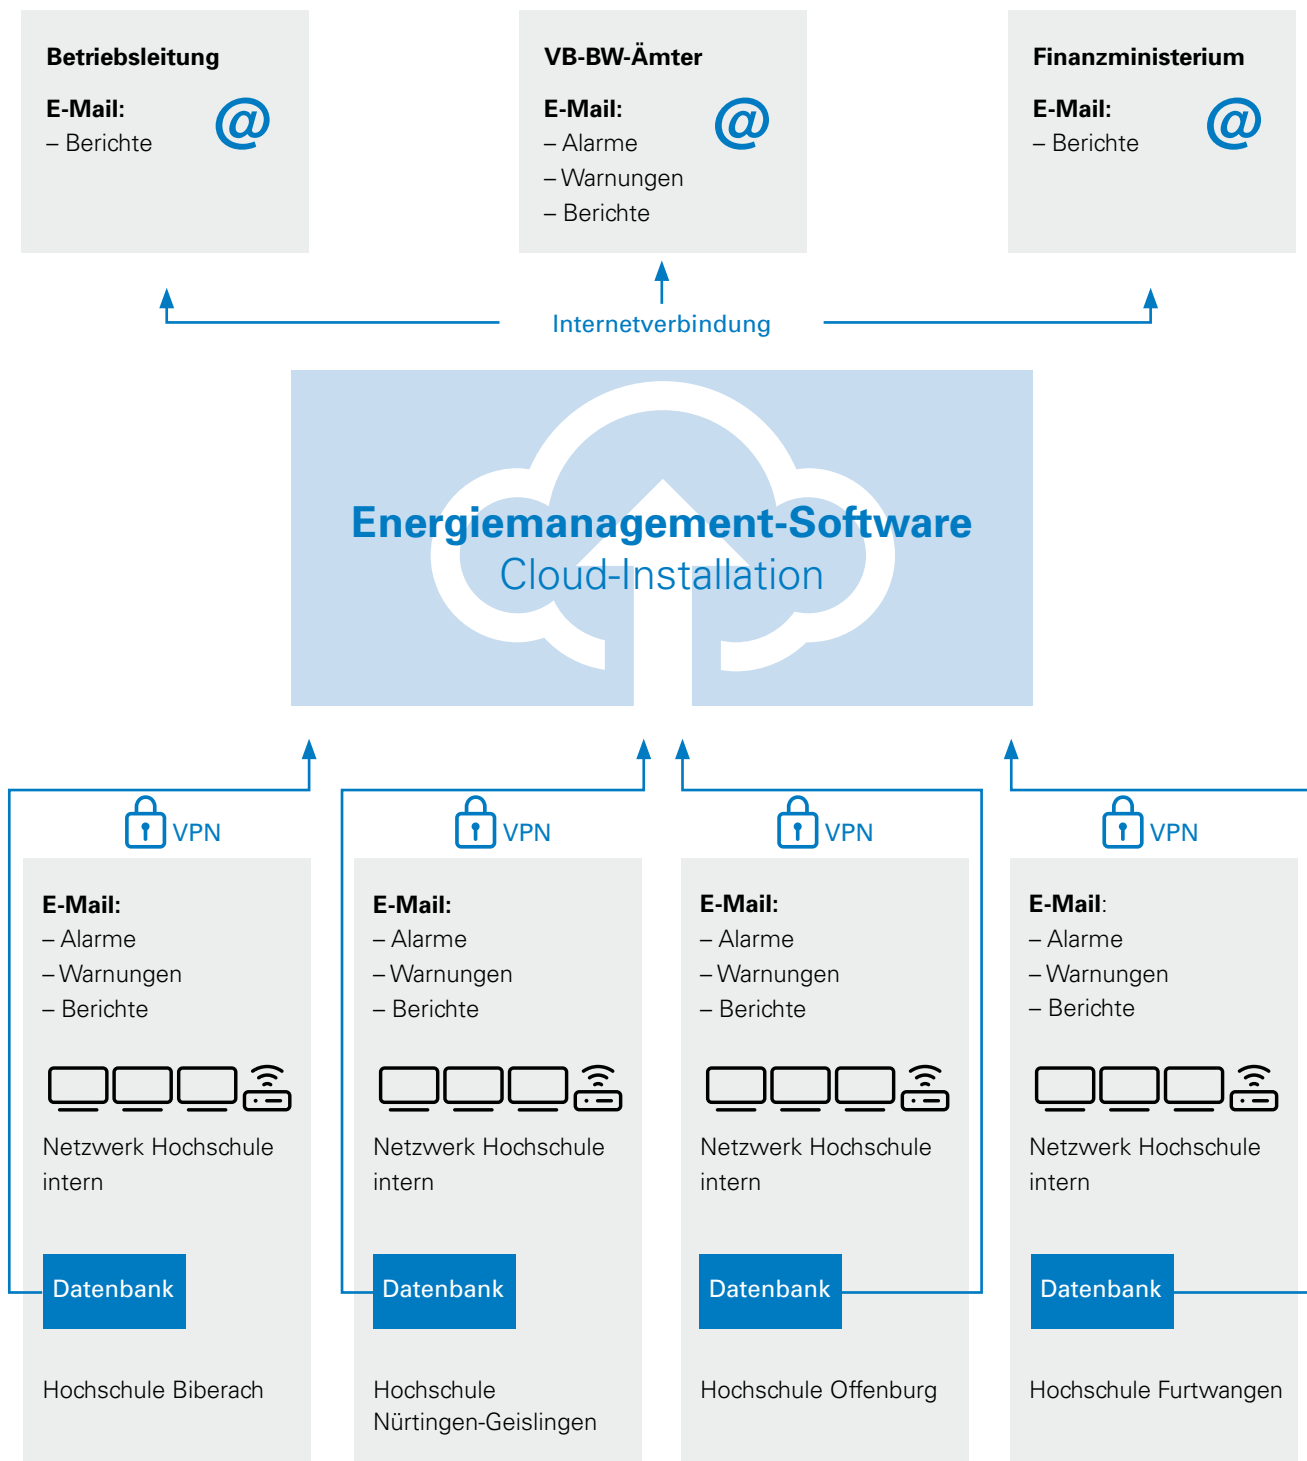 Betriebsleitung
E-Mail:
– Berichte
@
VB-BW-Ämter
E-Mail:
– Alarme
– Warnungen
– Berichte
@
Finanzministerium
E-Mail:
– Berichte
@
Internetverbindung
Energiemanagement-Software
Cloud-Installation
VPN
E-Mail:
– Alarme
– Warnungen
– Berichte
Netzwerk Hochschule
intern
Datenbank
Hochschule Biberach
VPN
E-Mail:
– Alarme
– Warnungen
– Berichte
Netzwerk Hochschule
intern
Datenbank
Hochschule
Nürtingen-Geislingen
VPN
E-Mail:
– Alarme
– Warnungen
– Berichte
Netzwerk Hochschule
intern
Datenbank
Hochschule Offenburg
VPN
E-Mail:
– Alarme
– Warnungen
– Berichte
Netzwerk Hochschule
intern
Datenbank
Hochschule Furtwangen